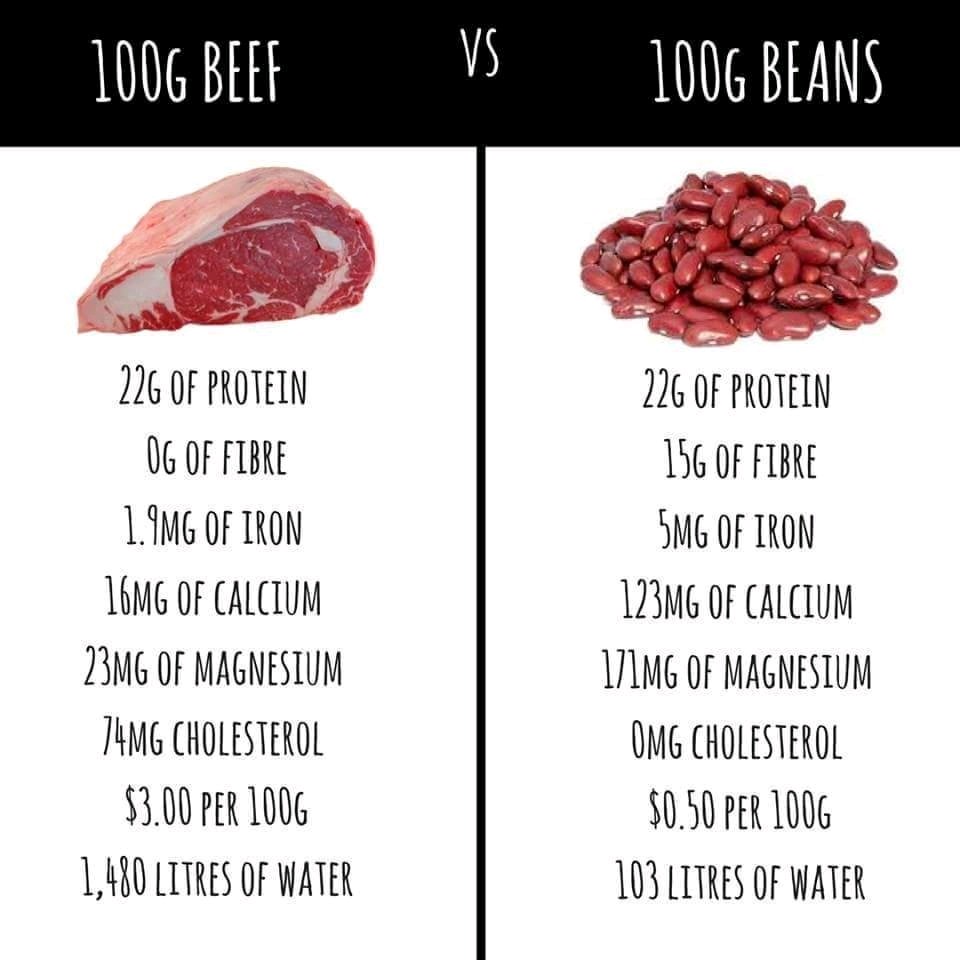 100G BEEF
VS
100G BEANS
22G OF PROTEIN
0G OF FIBRE
1.9MG OF IRON
16MG OF CALCIUM
23MG OF MAGNESIUM
74MG CHOLESTEROL
$3.00 PER 100G
1,480 LITRES OF WATER
22G OF PROTEIN
15G OF FIBRE
5MG OF IRON
123MG OF CALCIUM
171MG OF MAGNESIUM
0MG CHOLESTEROL
$0.50 PER 100G
103 LITRES OF WATER